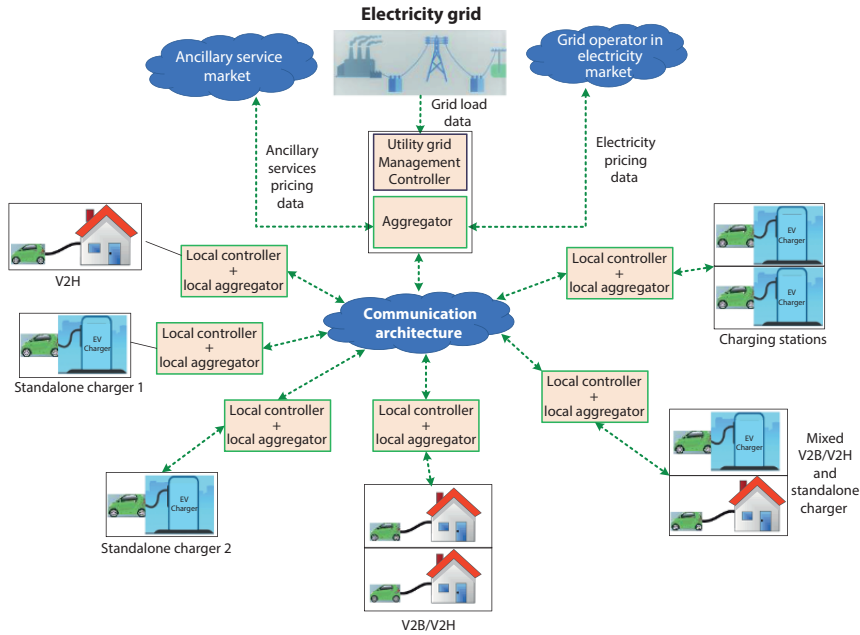 Electricity grid
Ancillary service
market
Grid operator in
electricity
market
Grid load
data
Utility grid
Management
Controller
Aggregator
Ancillary
services
pricing
data
Electricity
pricing
data
V2H
Local controller
+
local aggregator
Local controller
+
local aggregator
EV
Charger
EV
Charger
Charging stations
Communication
architecture
EV
Charger
Standalone charger 1
Local controller
+
local aggregator
Local controller
+
local aggregator
Local controller
+
local aggregator
Local controller
+
local aggregator
EV
Charger
Mixed
V2B/V2H
and
standalone
charger
EV
Charger
Standalone charger 2
V2B/V2H